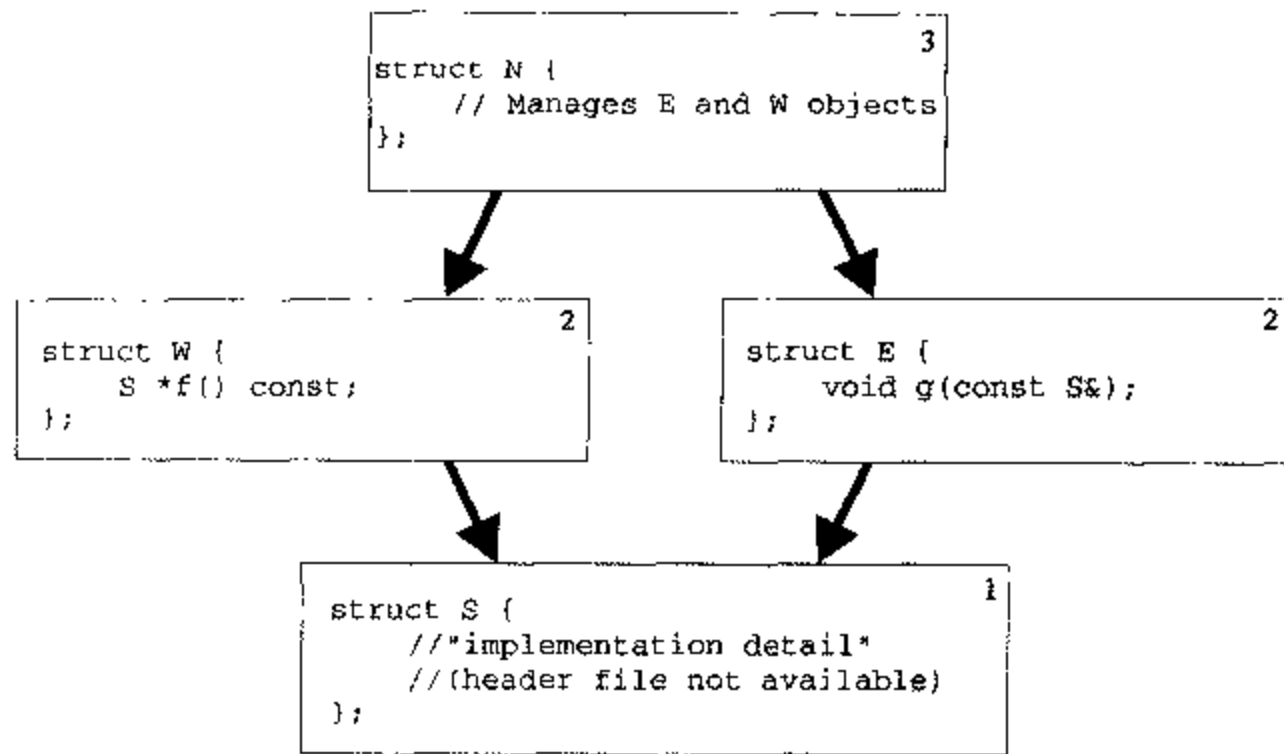 3
struct N {
// Manages E and W objects
};
2
struct W {
S *f() const;
};
2
struct E {
void g(const S&);
};
1
struct S {
//"implementation detail"
//(header file not available)
};